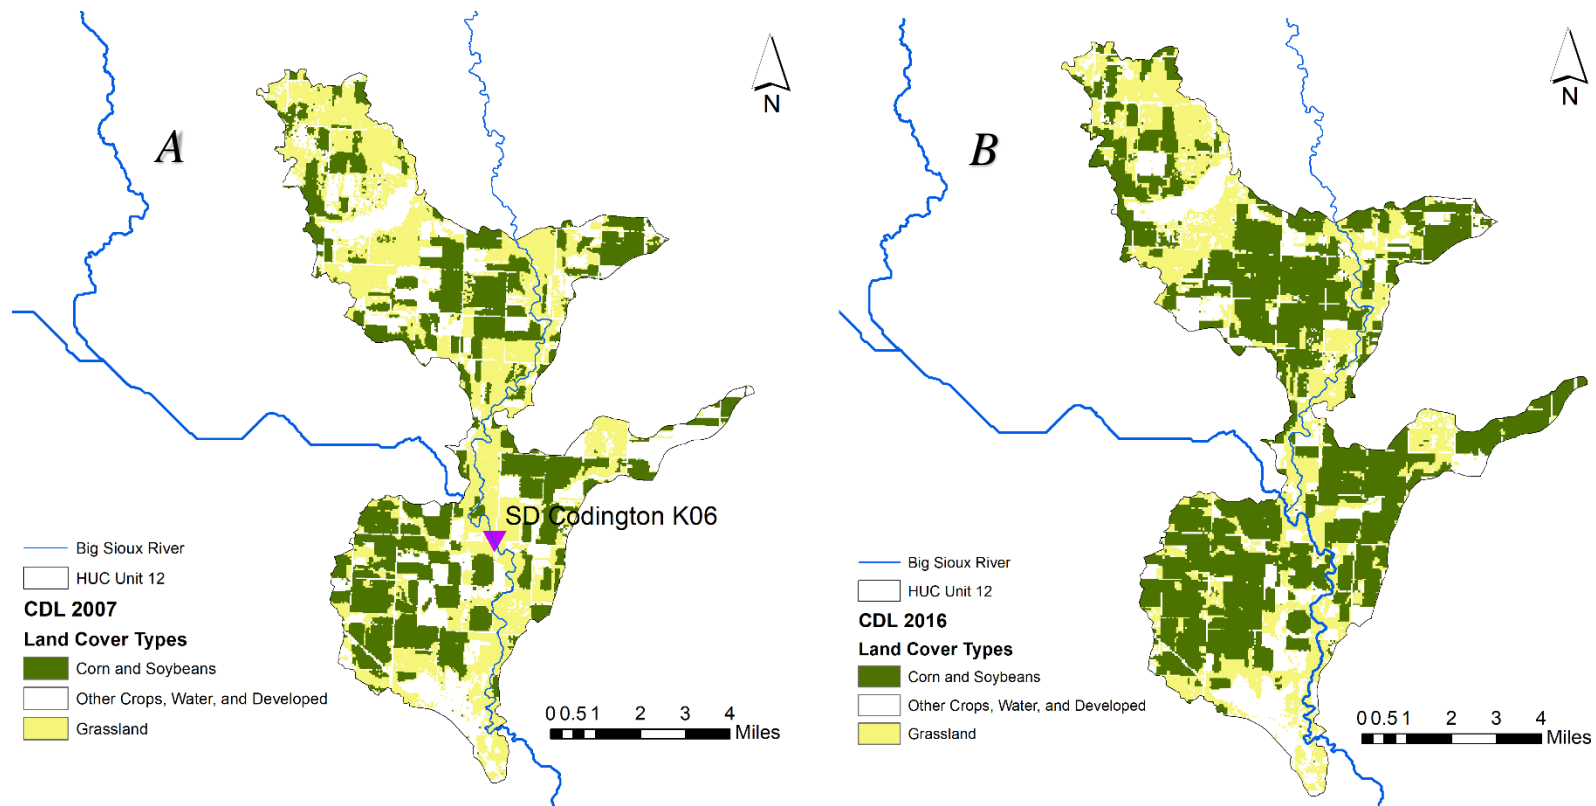 A
N
SD Codington K06
Big Sioux River
HUC Unit 12
CDL 2007
Land Cover Types
Corn and Soybeans
Other Crops, Water, and Developed
Grassland
0 0.5 1 2 3 4
Miles
B
N
Big Sioux River
HUC Unit 12
CDL 2016
Land Cover Types
Corn and Soybeans
Other Crops, Water, and Developed
Grassland
0 0.5 1 2 3 4
Miles